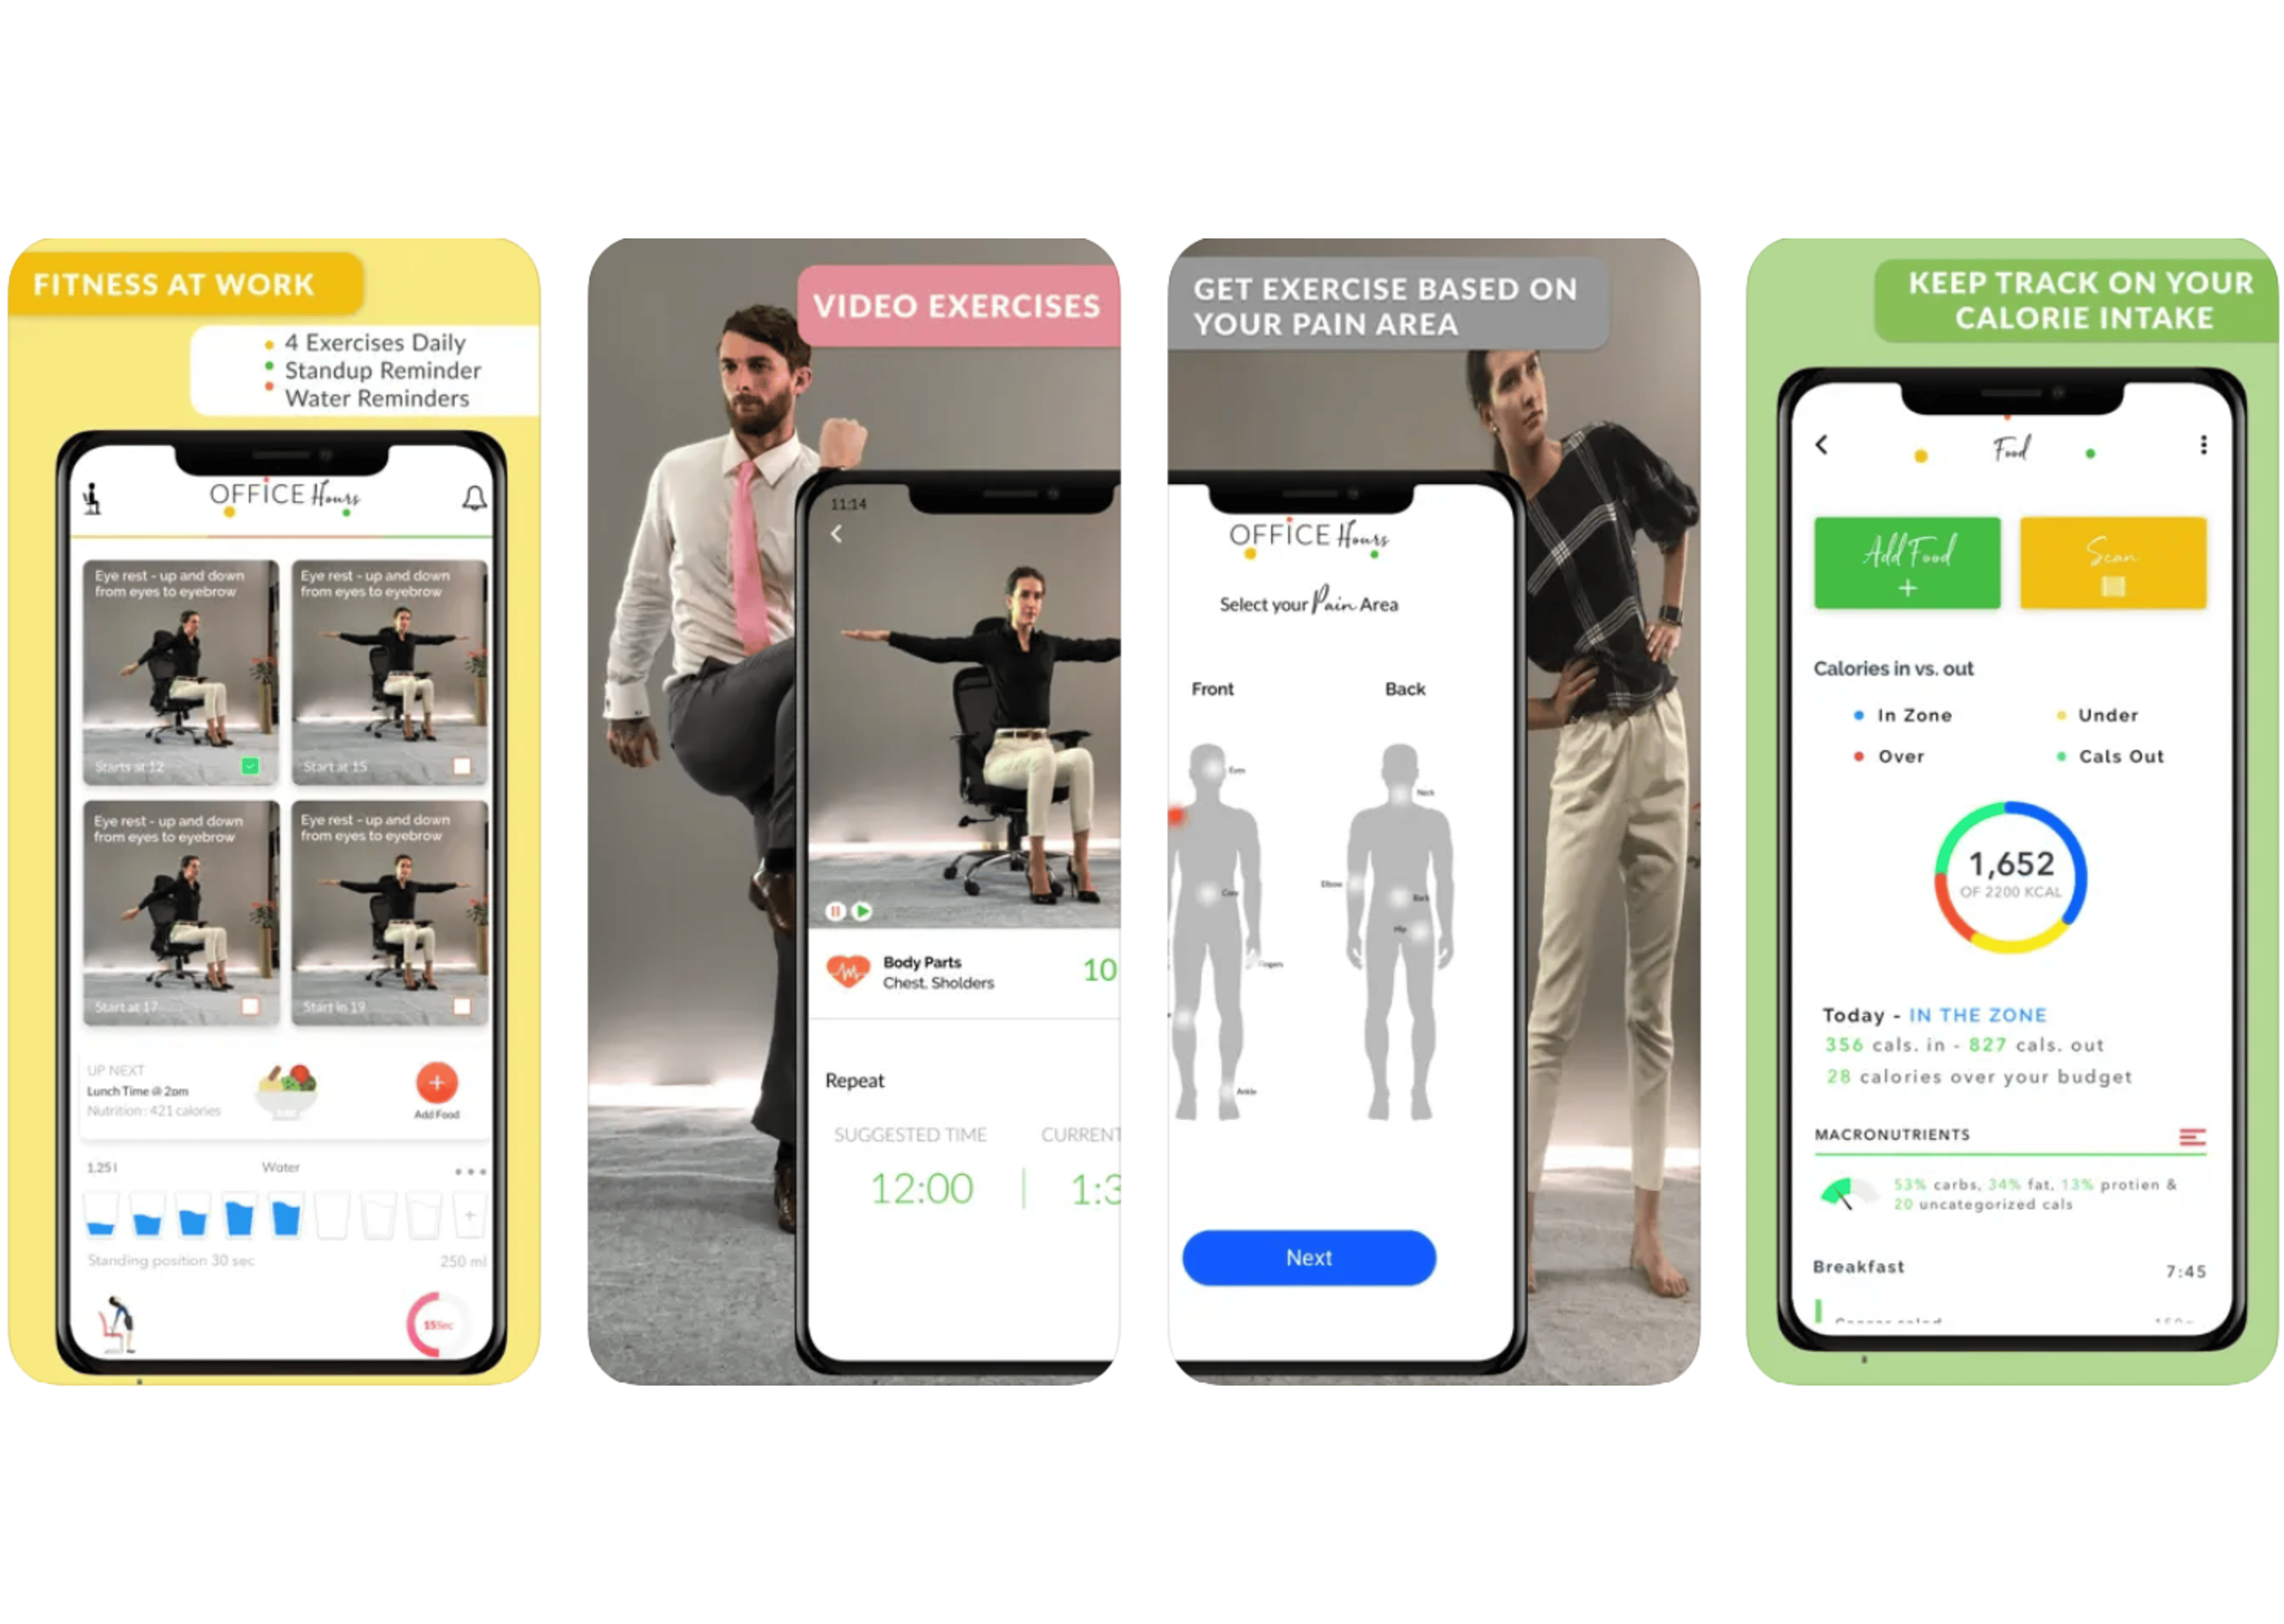 FITNESS AT WORK
4 Exercises Daily
Standup Reminder
Water Reminders
OFFICE Hours
Eye rest - up and down
from eyes to eyebrow
Starts at 12
Eye rest - up and down
from eyes to eyebrow
Start at 15
Eye rest - up and down
from eyes to eyebrow
Start at 17
Eye rest - up and down
from eyes to eyebrow
Start in 19
UP NEXT
Lunch Time @ 2pm
Nutrition : 421 calories
Add Food
1.25 l
Water
Standing position 30 sec
250 ml
15Sec
VIDEO EXERCISES
11:14
Body Parts
Chest. Sholders
10
Repeat
SUGGESTED TIME
CURRENT
12:00
1:3
GET EXERCISE BASED ON
YOUR PAIN AREA
OFFICE Hours
Select your Pain Area
Front
Back
Eyes
Neck
Elbow
Core
Back
Hip
Fingers
Ankle
Next
KEEP TRACK ON YOUR
CALORIE INTAKE
Food
Add Food
Scan
Calories in vs. out
In Zone
Under
Over
Cals Out
1,652
OF 2200 KCAL
Today - IN THE ZONE
356 cals. in - 827 cals. out
28 calories over your budget
MACRONUTRIENTS
53% carbs, 34% fat, 13% protien &
20 uncategorized cals
Breakfast
7:45